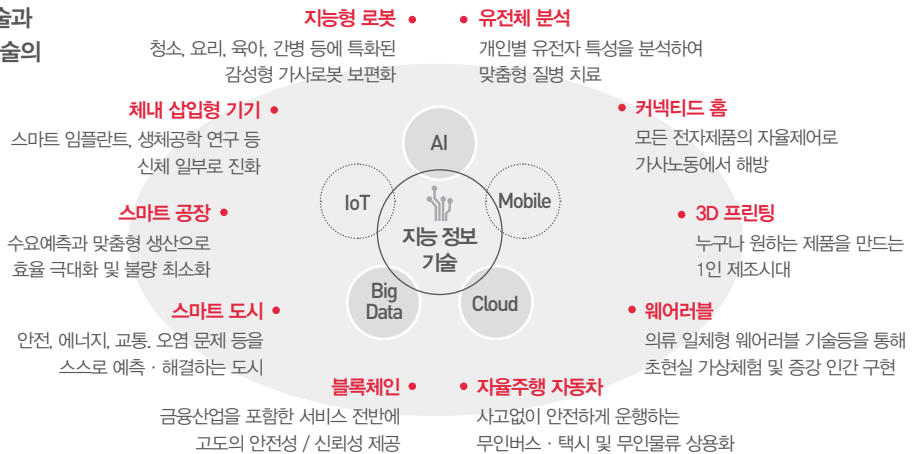 술과
술의
지능형 로봇
청소, 요리, 육아, 간병 등에 특화된
감성형 가사로봇 보편화
유전체 분석
개인별 유전자 특성을 분석하여
맞춤형 질병 치료
체내 삽입형 기기
스마트 임플란트, 생체공학 연구 등
신체 일부로 진화
커넥티드 홈
모든 전자제품의 자율제어로
가사노동에서 해방
AI
IoT
Mobile
지능 정보
기술
Big
Data
Cloud
스마트 공장
수요예측과 맞춤형 생산으로
효율 극대화 및 불량 최소화
3D 프린팅
누구나 원하는 제품을 만드는
1인 제조시대
스마트 도시
안전, 에너지, 교통. 오염 문제 등을
스스로 예측 · 해결하는 도시
웨어러블
의류 일체형 웨어러블 기술등을 통해
초현실 가상체험 및 증강 인간 구현
블록체인
금융산업을 포함한 서비스 전반에
고도의 안전성 / 신뢰성 제공
자율주행 자동차
사고없이 안전하게 운행하는
무인버스 · 택시 및 무인물류 상용화